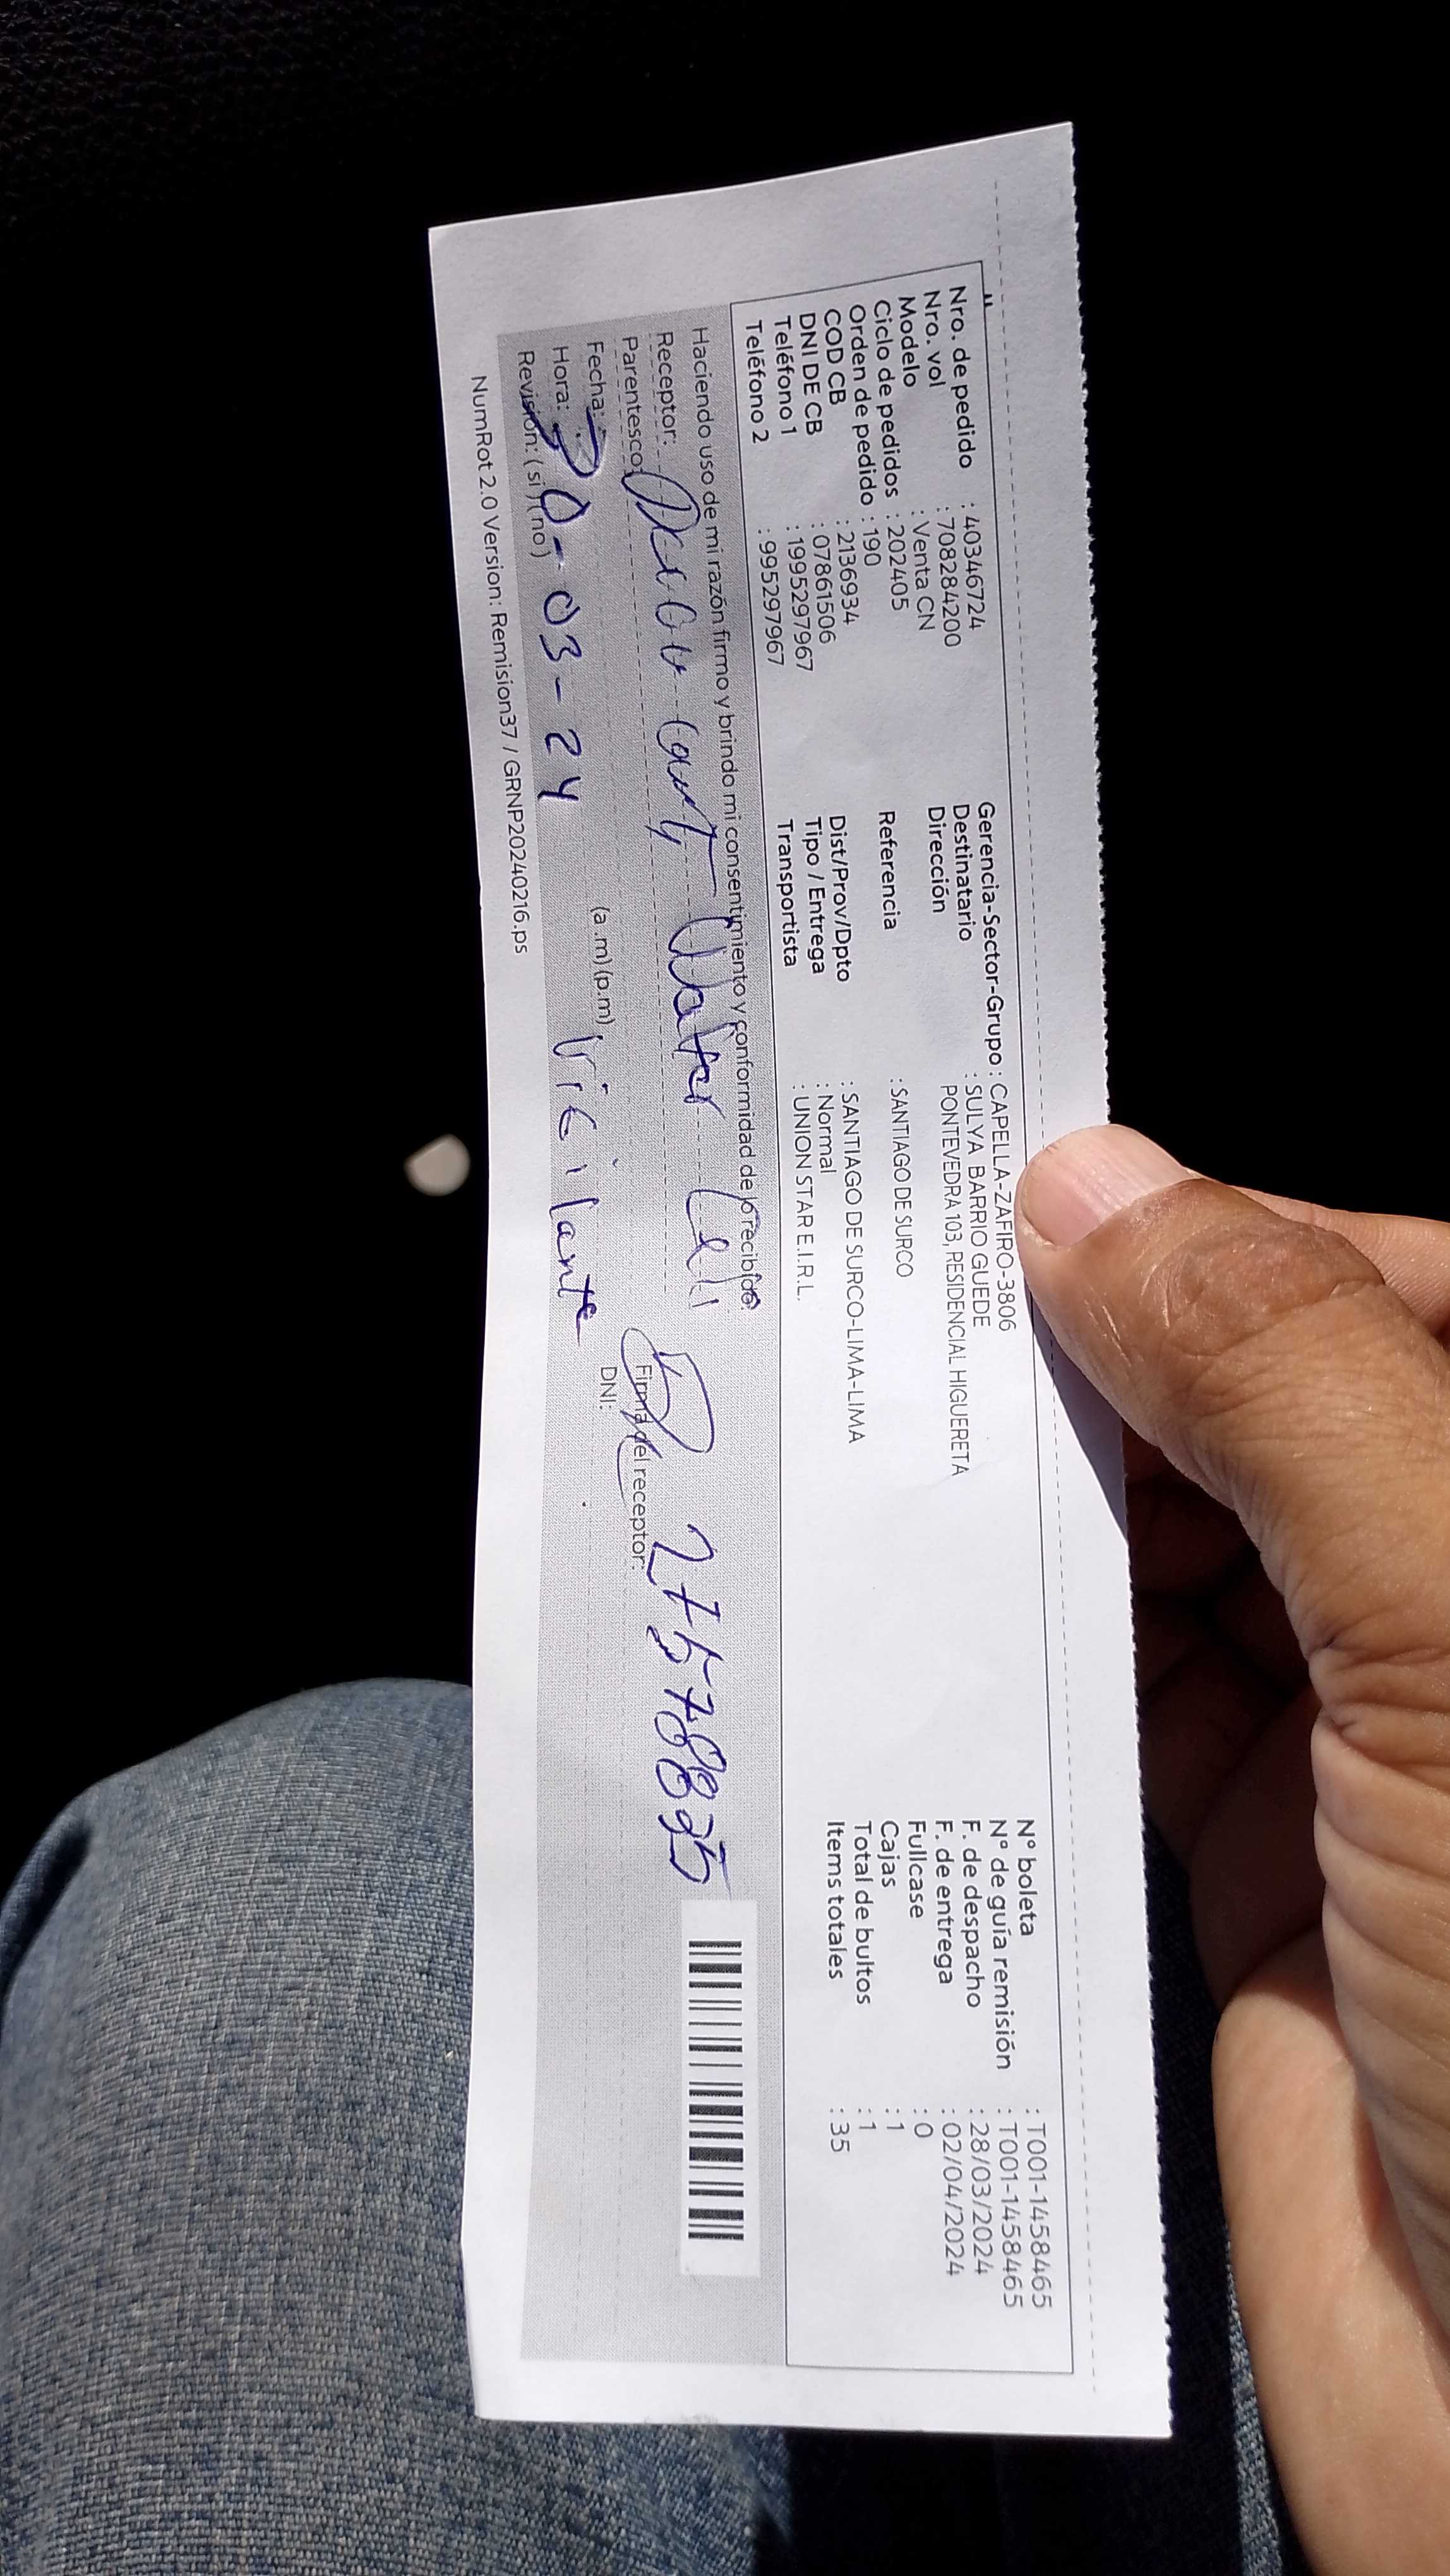 Nro. de pedido : 40346724
Nro. vol : 708284200
Modelo : Venta CN
Ciclo de pedidos : 202405
Orden de pedido : 190
COD CB : 2136934
DNI DE CB : 07861506
Teléfono 1 : 1995297967
Teléfono 2 : 995297967
Gerencia-Sector-Grupo : CAPELLA-ZAFIRO-3806
Destinatario : SULYA BARRIO GUEDE
Dirección PONTEVEDRA 103, RESIDENCIAL HIGUERETA
Referencia : SANTIAGO DE SURCO
Dist/Prov/Dpto : SANTIAGO DE SURCO-LIMA-LIMA
Tipo / Entrega : Normal
Transportista : UNION STAR E.I.R.L.
N° boleta : T001-1458465
N° de guía remisión : T001-1458465
F. de despacho : 28/03/2024
F. de entrega : 02/04/2024
Fullcase : 0
Cajas : 1
Total de bultos : 1
Items totales : 35
Haciendo uso de mi razón firmo y brindo mi consentimiento y conformidad de lo recibido.
Receptor:
Parentesco:
Fecha: 30-03-24
Hora: (a.m) (p.m) Vigilante
Revisión: (si) (no)
Firma del receptor:
DNI:
NumRot 2.0 Version: Remision37 / GRNP20240216.ps